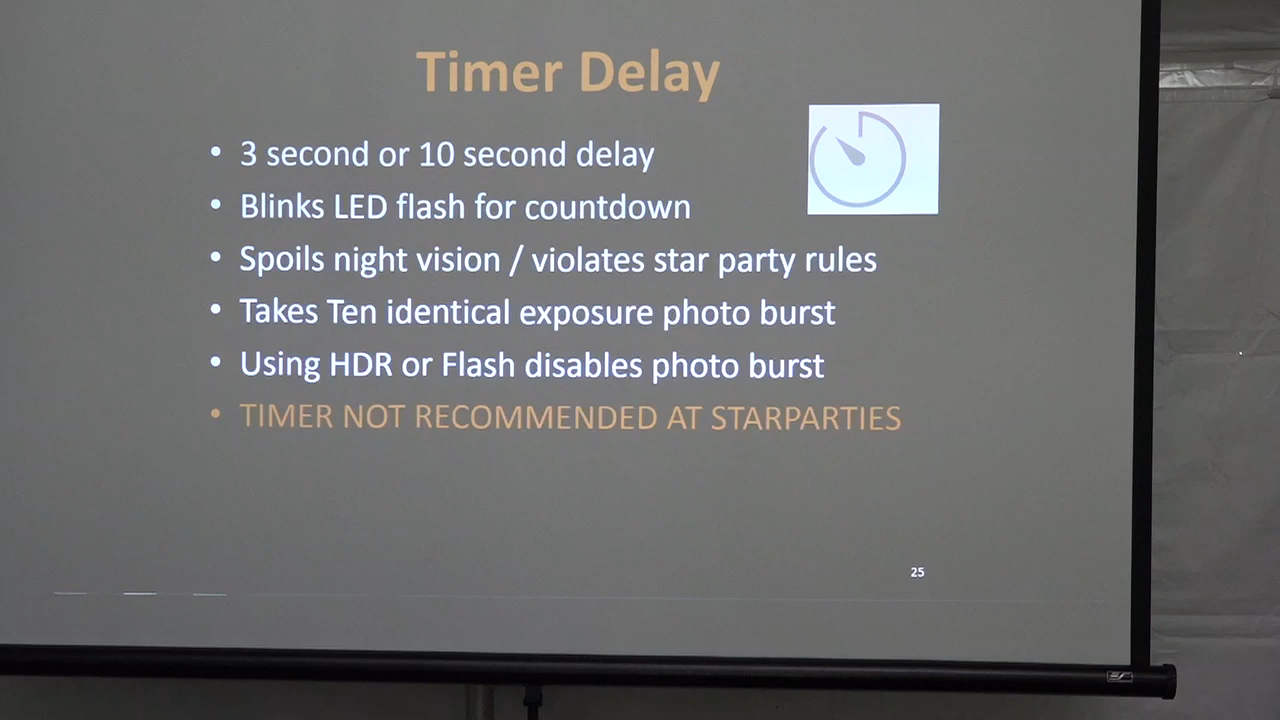 Timer Delay
• 3 second or 10 second delay
• Blinks LED flash for countdown
• Spoils night vision / violates star party rules
• Takes Ten identical exposure photo burst
• Using HDR or Flash disables photo burst
• TIMER NOT RECOMMENDED AT STARPARTIES
25